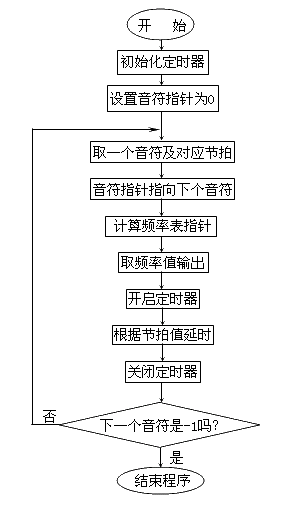 开 始
初始化定时器
设置音符指针为0
取一个音符及对应节拍
音符指针指向下个音符
计算频率表指针
取频率值输出
开启定时器
根据节拍值延时
关闭定时器
否
下一个音符是-1吗?
是
结束程序